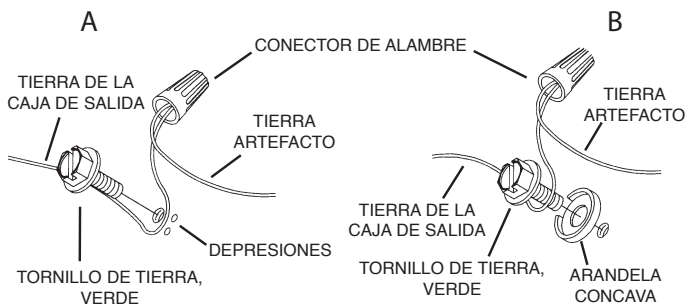 A
B
CONECTOR DE ALAMBRE
TIERRA DE LA
CAJA DE SALIDA
TIERRA
ARTEFACTO
TIERRA
ARTEFACTO
DEPRESIONES
TORNILLO DE TIERRA,
VERDE
TIERRA DE LA
CAJA DE SALIDA
TORNILLO DE TIERRA,
VERDE
ARANDELA
CONCAVA